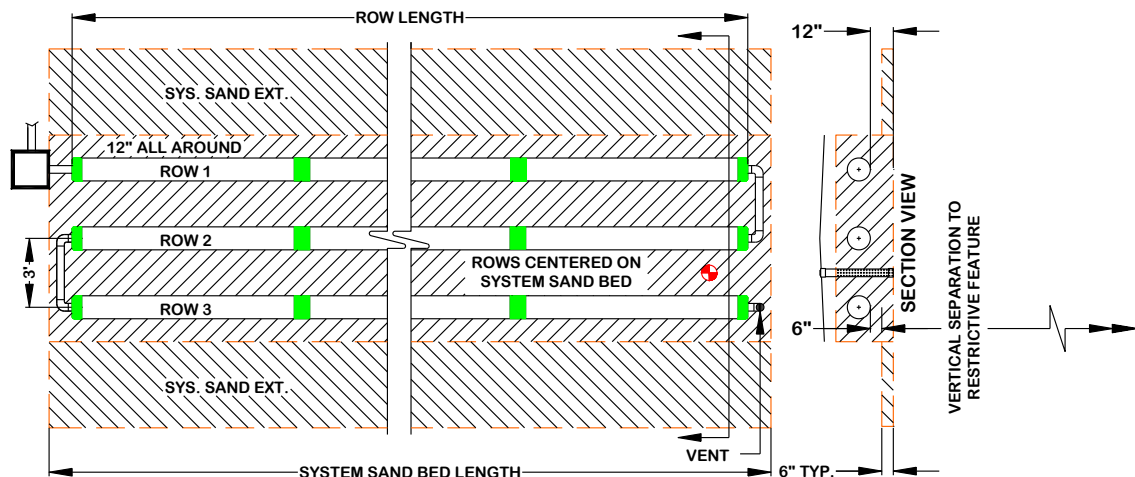 ROW LENGTH
12"
SYS. SAND EXT.
12" ALL AROUND
ROW 1
ROW 2
3'
ROWS CENTERED ON
SYSTEM SAND BED
ROW 3
SECTION VIEW
VERTICAL SEPARATION TO
RESTRICTIVE FEATURE
6"
SYS. SAND EXT.
VENT
SYSTEM SAND BED LENGTH
6" TYP.